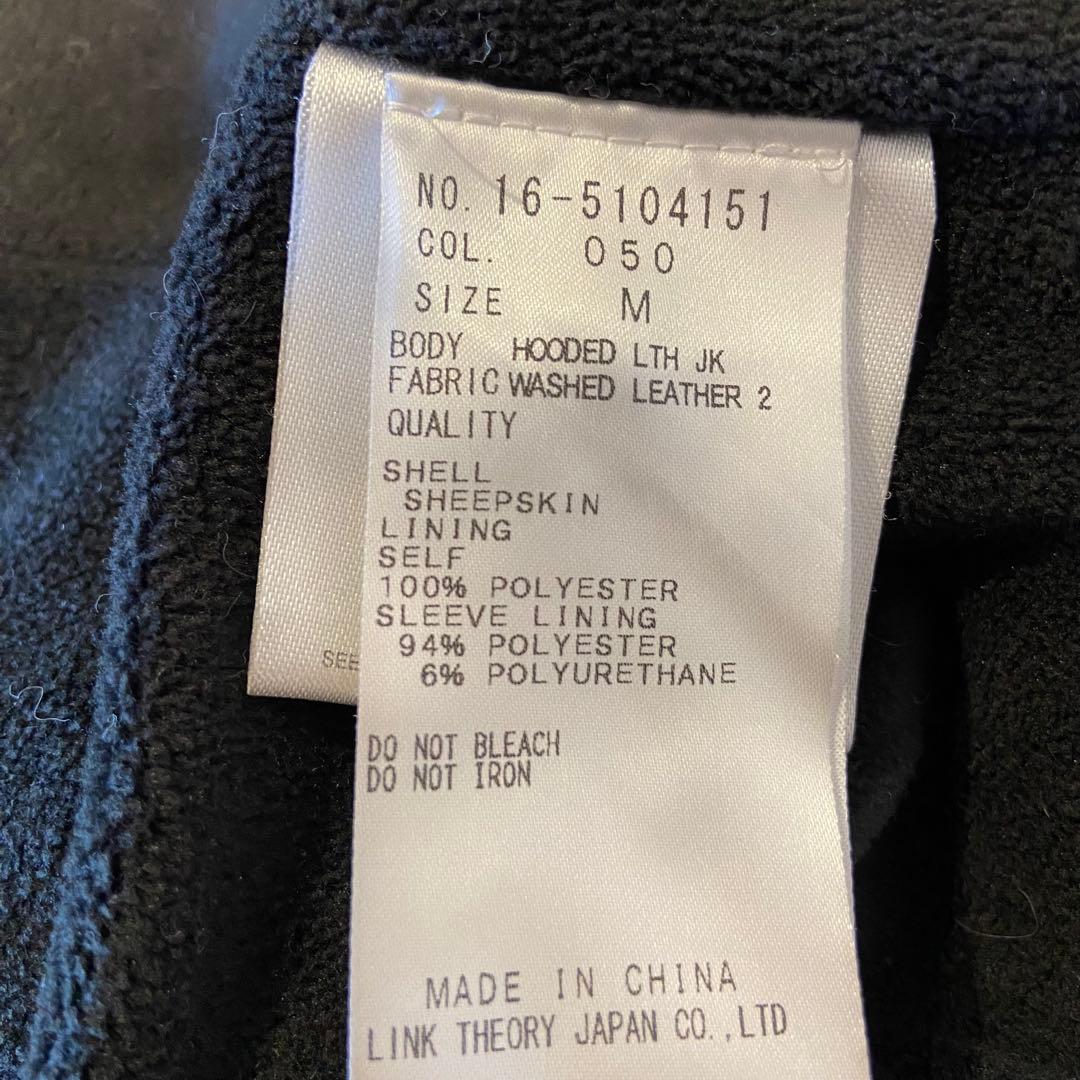 NO. 16-5104151
COL. 050
SIZE M
BODY HOODED LTH JK
FABRIC WASHED LEATHER 2
QUALITY
SHELL
SHEEPSKIN
LINING
SELF
100% POLYESTER
SLEEVE LINING
94% POLYESTER
6% POLYURETHANE
SEE
DO NOT BLEACH
DO NOT IRON
MADE IN CHINA
LINK THEORY JAPAN CO.,LTD